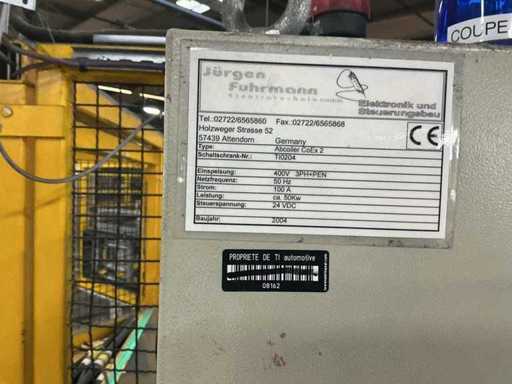 COUPE
Jürgen
Fuhrmann
Elektrotechnik GmbH
Elektronik und
Steuerungsbau
Tel.:02722/6565860 Fax.:02722/6565868
Holzweger Strasse 52
57439 Attendorn Germany
CE
Type: Abcoiler CoEx 2
Schaltschrank-Nr.: TI0204
Einspeisung: 400V 3PH+PEN
Netzfrequenz: 50 Hz
Strom: 100 A
Leistung: ca. 50Kw
Steuerspannung: 24 VDC
Baujahr: 2004
PROPRIETE DE TI automotive
08162